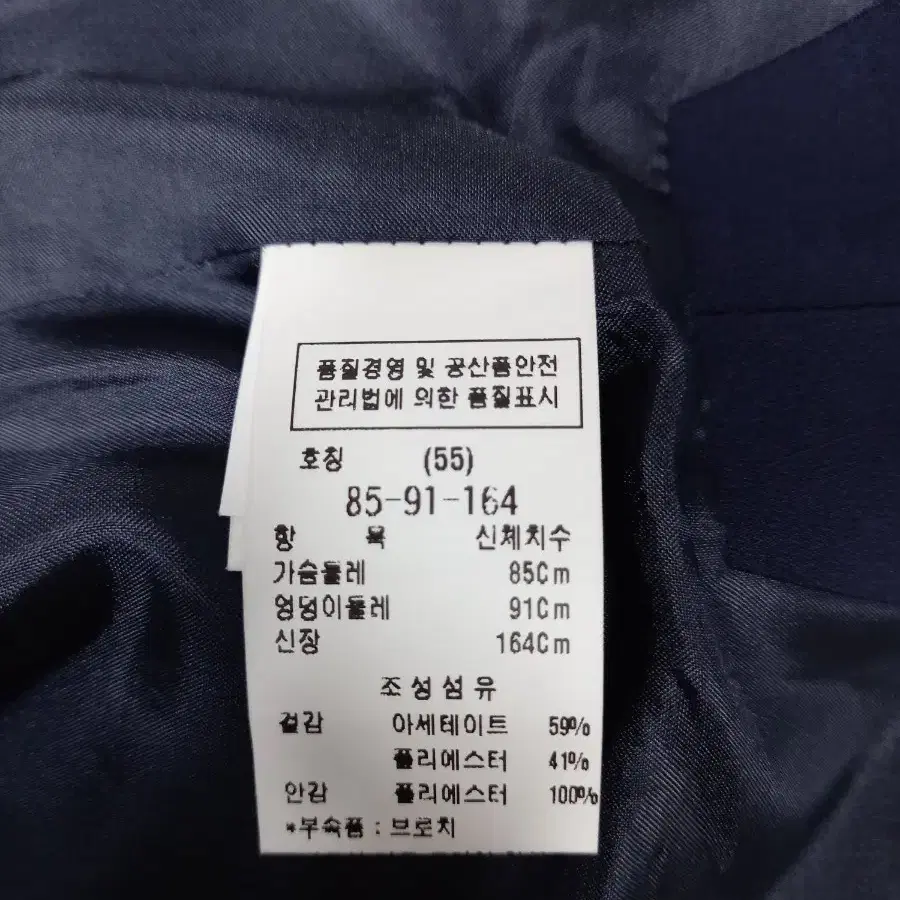 품질경영 및 공산품안전
관리법에 의한 품질표시
호칭 (55)
85-91-164
항 목 신체치수
가슴둘레 85Cm
엉덩이둘레 91Cm
신장 164Cm
조성섬유
겉감 아세테이트 59%
폴리에스터 41%
안감 폴리에스터 100%
*부속품 : 브로치